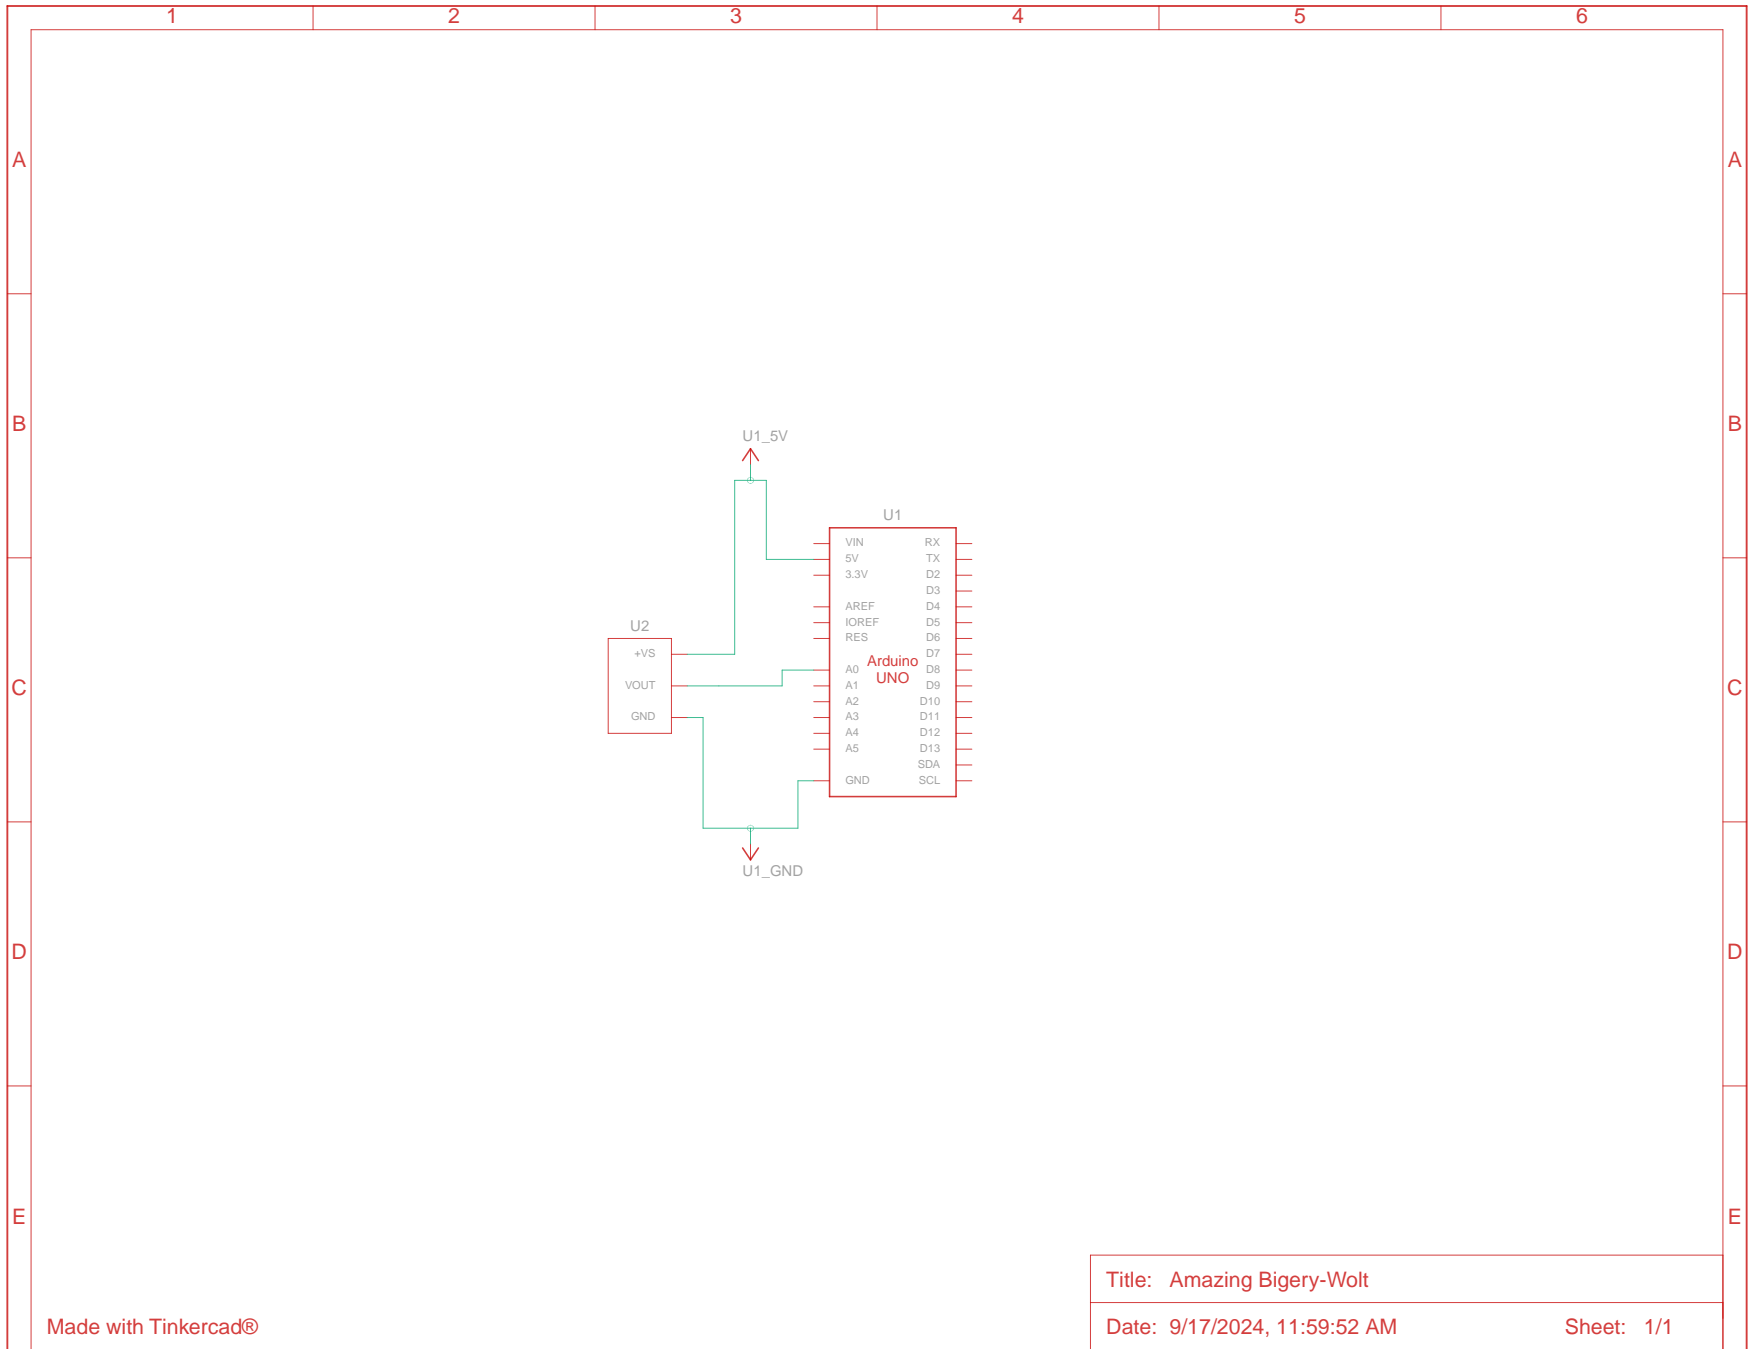 1 2 3 4 5 6
A A
B B
U1_5V
U1
VIN RX
5V TX
3.3V D2
D3
AREF D4
IOREF D5
U2
RES D6
+VS D7
Arduino
A0 D8
UNO
C C
VOUT A1 D9
A2 D10
GND A3 D11
A4 D12
A5 D13
SDA
GND SCL
U1_GND
D D
E E
Title: Amazing Bigery-Wolt
Made with Tinkercad®
Date: 9/17/2024, 11:59:52 AM Sheet: 1/1